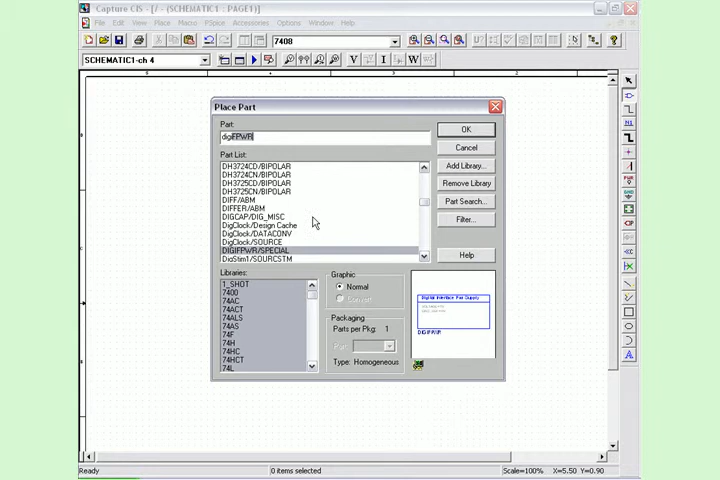 Capture CIS - [/ - (SCHEMATIC1 : PAGE1)]
File Edit View Place Macro PSpice Accessories Options Window Help
7408
SCHEMATIC1-ch 4
V V I I W W
Place Part
Part:
digIFPWR
OK
Cancel
Part List:
Add Library...
Remove Library
Part Search...
Filter...
Help
DH3724CD/BIPOLAR
DH3724CN/BIPOLAR
DH3725CD/BIPOLAR
DH3725CN/BIPOLAR
DIFF/ABM
DIFFER/ABM
DIGCAP/DIG_MISC
DigClock/Design Cache
DigClock/DATACONV
DigClock/SOURCE
DIGIFPWR/SPECIAL
DigStim1/SOURCSTM
Libraries:
1_SHOT
7400
74AC
74ACT
74ALS
74AS
74F
74H
74HC
74HCT
74L
Graphic
Normal
Convert
Packaging
Parts per Pkg: 1
Part:
Type: Homogeneous
Digital Interface Pwr Supply
DIGIFPWR
Ready
0 items selected
Scale=100% X=5.50 Y=0.90